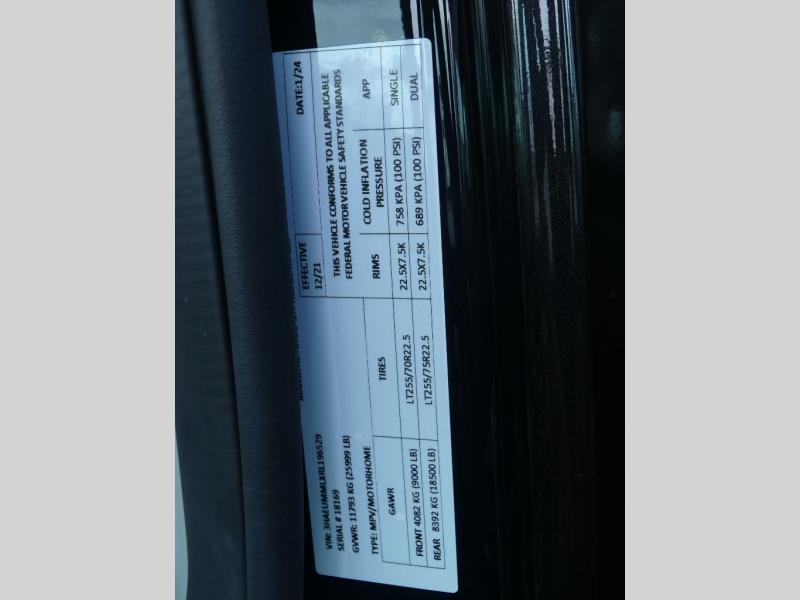 DATE:1/24
EFFECTIVE
12/21
THIS VEHICLE CONFORMS TO ALL APPLICABLE
FEDERAL MOTOR VEHICLE SAFETY STANDARDS
VIN: 3HAEUMMLXRL196529
SERIAL # 18169
GVWR: 11793 KG (25999 LB)
TYPE: MPV/MOTORHOME
GAWR TIRES RIMS COLD INFLATION PRESSURE APP
FRONT 4082 KG (9000 LB) LT255/70R22.5 22.5X7.5K 758 KPA (100 PSI) SINGLE
REAR 8392 KG (18500 LB) LT255/75R22.5 22.5X7.5K 689 KPA (100 PSI) DUAL